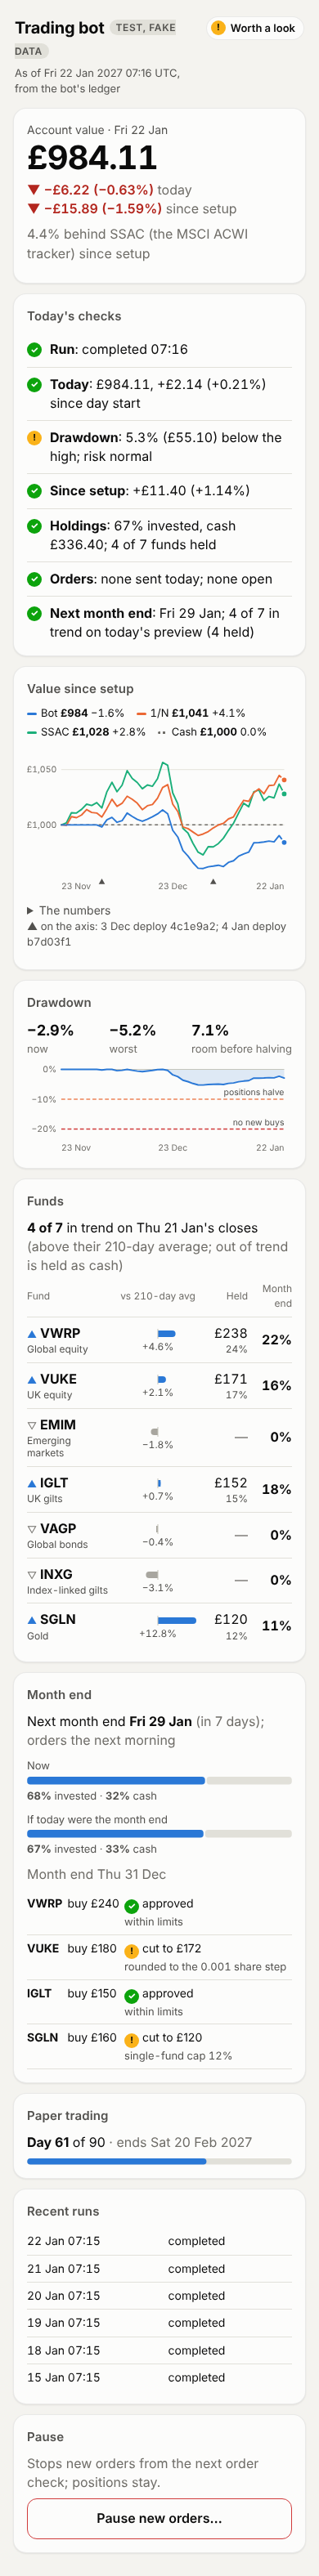 Trading bot TEST, FAKE DATA
Worth a look
As of Fri 22 Jan 2027 07:16 UTC,
from the bot's ledger
Account value · Fri 22 Jan
£984.11
▼ −£6.22 (−0.63%) today
▼ −£15.89 (−1.59%) since setup
4.4% behind SSAC (the MSCI ACWI
tracker) since setup
Today's checks
Run: completed 07:16
Today: £984.11, +£2.14 (+0.21%)
since day start
Drawdown: 5.3% (£55.10) below the
high; risk normal
Since setup: +£11.40 (+1.14%)
Holdings: 67% invested, cash
£336.40; 4 of 7 funds held
Orders: none sent today; none open
Next month end: Fri 29 Jan; 4 of 7 in
trend on today's preview (4 held)
Value since setup
Bot £984 −1.6% 1/N £1,041 +4.1%
SSAC £1,028 +2.8% Cash £1,000 0.0%
£1,050
£1,000
23 Nov 23 Dec 22 Jan
▶ The numbers
▲ on the axis: 3 Dec deploy 4c1e9a2; 4 Jan deploy
b7d03f1
Drawdown
−2.9% −5.2% 7.1%
now worst room before halving
0%
positions halve
−10%
no new buys
−20%
23 Nov 23 Dec 22 Jan
Funds
4 of 7 in trend on Thu 21 Jan's closes
(above their 210-day average; out of trend
is held as cash)
Fund vs 210-day avg Held Month end
▲ VWRP £238 22%
Global equity +4.6% 24%
▲ VUKE £171 16%
UK equity +2.1% 17%
▽ EMIM — 0%
Emerging markets −1.8%
▲ IGLT £152 18%
UK gilts +0.7% 15%
▽ VAGP — 0%
Global bonds −0.4%
▽ INXG — 0%
Index-linked gilts −3.1%
▲ SGLN £120 11%
Gold +12.8% 12%
Month end
Next month end Fri 29 Jan (in 7 days);
orders the next morning
Now
68% invested · 32% cash
If today were the month end
67% invested · 33% cash
Month end Thu 31 Dec
VWRP buy £240 approved
within limits
VUKE buy £180 cut to £172
rounded to the 0.001 share step
IGLT buy £150 approved
within limits
SGLN buy £160 cut to £120
single-fund cap 12%
Paper trading
Day 61 of 90 · ends Sat 20 Feb 2027
Recent runs
22 Jan 07:15 completed
21 Jan 07:15 completed
20 Jan 07:15 completed
19 Jan 07:15 completed
18 Jan 07:15 completed
15 Jan 07:15 completed
Pause
Stops new orders from the next order
check; positions stay.
Pause new orders…